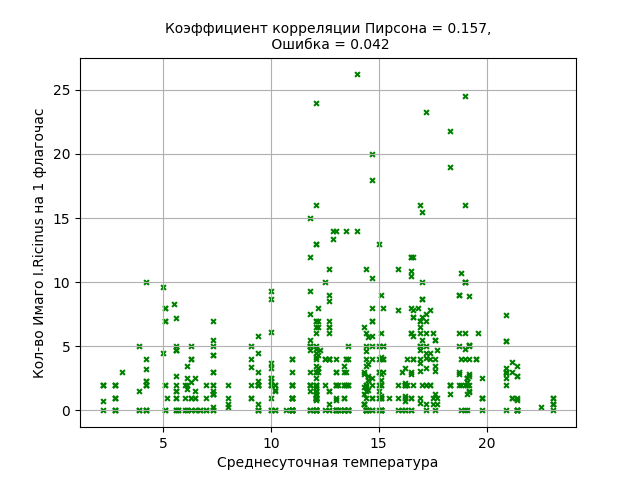 Коэффициент корреляции Пирсона = 0.157,
Ошибка = 0.042
Кол-во Имаго I.Ricinus на 1 флагочас
25
20
15
10
5
0
5
10
15
20
Среднесуточная температура